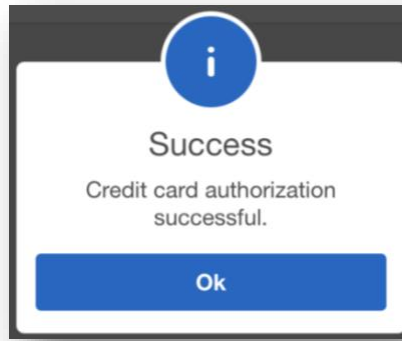 i
Success
Credit card authorization
successful.
Ok